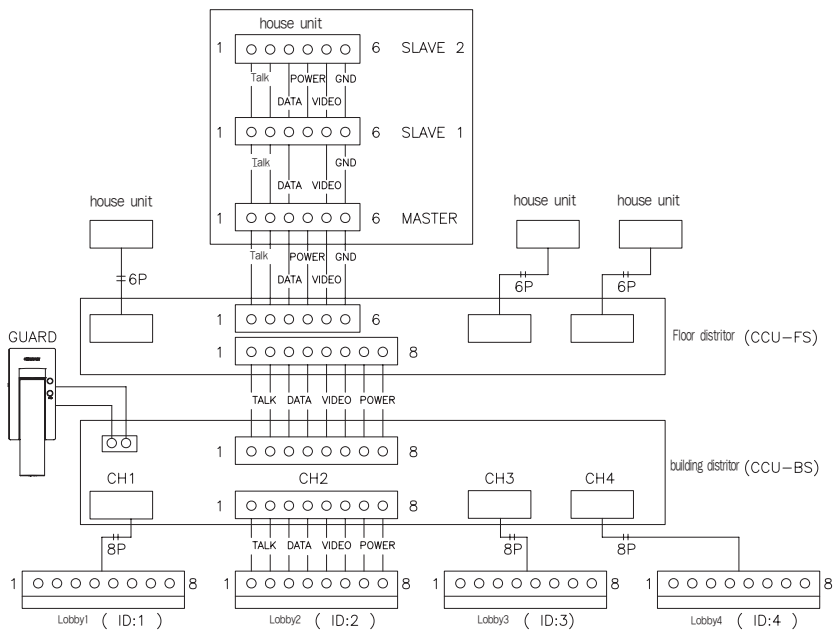 house unit
1 6 SLAVE 2
Talk POWER GND
DATA VIDEO
1 6 SLAVE 1
Talk GND
DATA VIDEO
1 6 MASTER
house unit
house unit
house unit
Talk POWER GND
DATA VIDEO
6P
6P
6P
1 6
GUARD
Floor distritor (CCU-FS)
1 8
TALK DATA VIDEO POWER
1 8
building distritor (CCU-BS)
CH1 CH2 CH3 CH4
1 8
8P
TALK DATA VIDEO POWER
8P
8P
1 8
1 8
1 8
1 8
Lobby1 ( ID:1 )
Lobby2 ( ID:2 )
Lobby3 ( ID:3)
Lobby4 ( ID:4 )